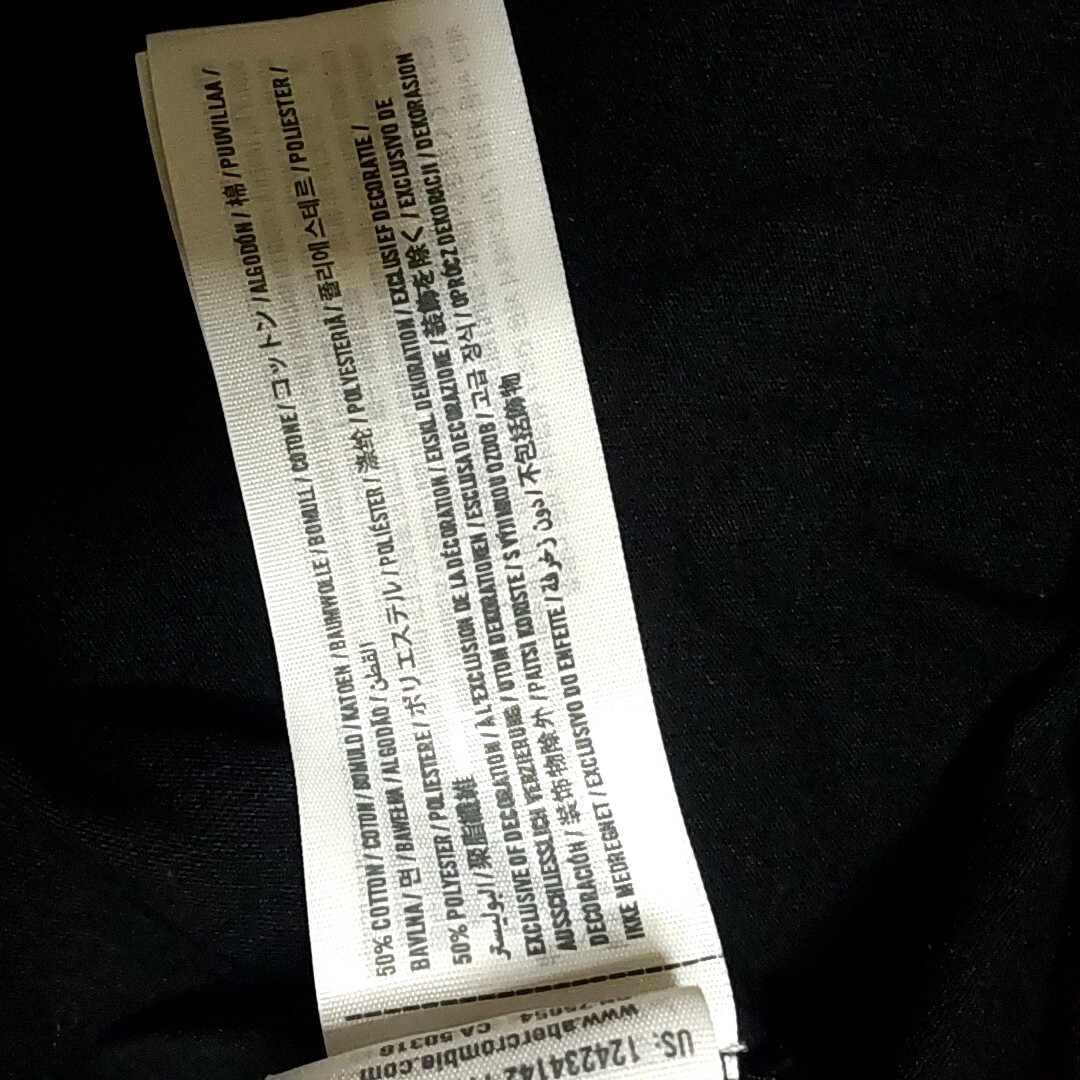 50% COTTON / COTON / BOMULD / KATOEN / BAUMWOLLE / BOMULL / COTONE / コットン / ALGODÓN / 棉 / PUUVILLAA /
BAVLNA / 면 / BAWEŁNA / ALGODÃO / القطن
50% POLYESTER / POLIESTERE / ポリエステル / POLIÉSTER / 涤纶 / POLYESTERIÄ / 폴리에스테르 / POLIESTER /
البوليستر / 聚脂纖維
EXCLUSIVE OF DECORATION / A L'EXCLUSION DE LA DÉCORATION / EKSKL DEKORATION / EXCLUSIEF DECORATIE /
AUSSCHLIESSLICH VERZIERUNG / UTOM DEKORATIONEN / ESCLUSA DECORAZIONE / 装飾を除く / EXCLUSIVO DE
DECORACIÓN / 装饰物除外 / PAITSI KORISTE / S VÝJIMKOU OZDOB / 고급 장식 / OPRÓCZ DEKORACJI / DEKORASJON
IKKE MEDREGNET / EXCLUSIVO DO ENFEITE / دون زخرفة / 不包括飾物
CA 50316
www.abercrombie.com
US: 124234142